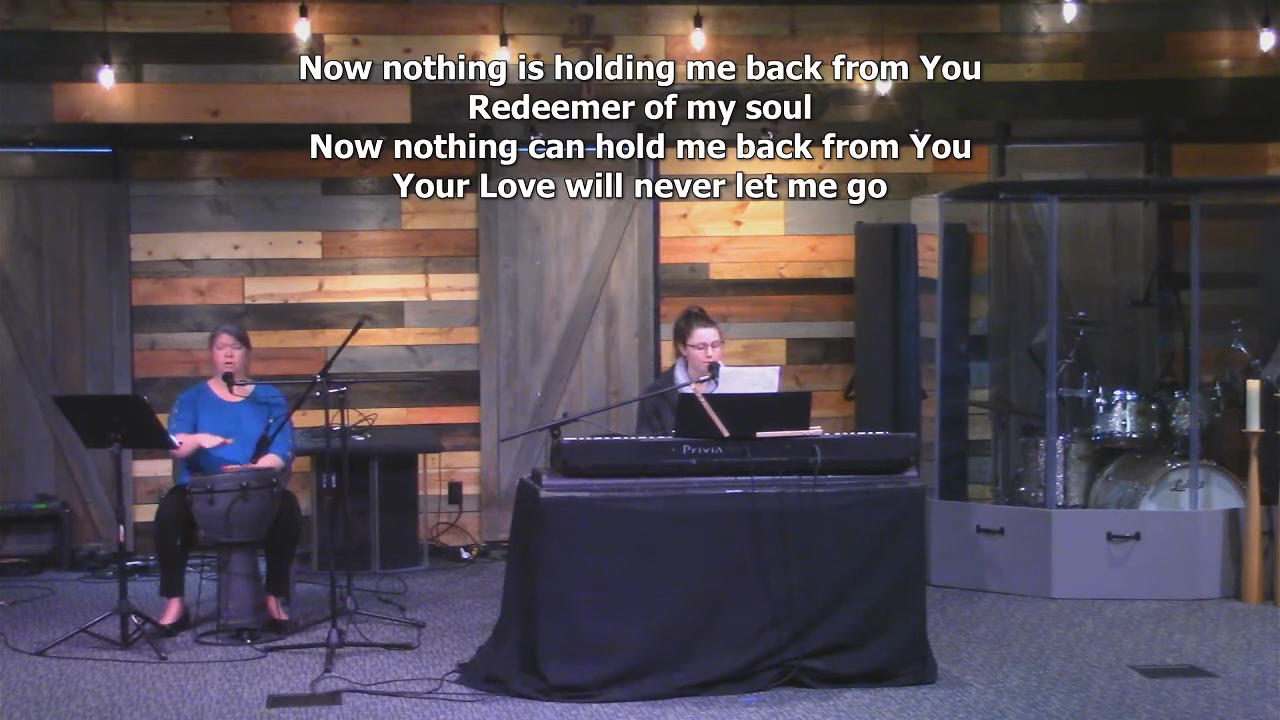 Now nothing is holding me back from You
Redeemer of my soul
Now nothing can hold me back from You
Your Love will never let me go
Privia
Ludwig